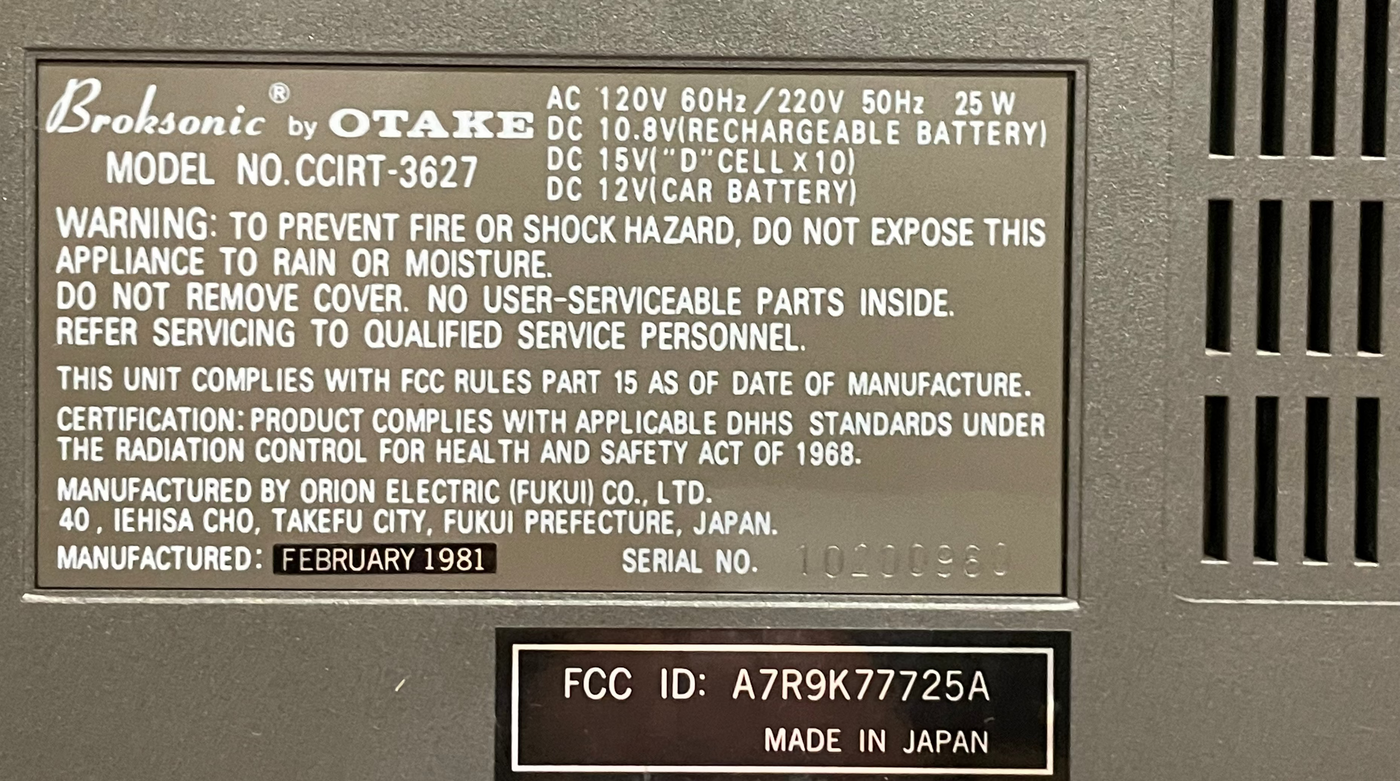 Broksonic® by OTAKE
MODEL NO. CCIRT-3627
AC 120V 60Hz/220V 50Hz 25W
DC 10.8V(RECHARGEABLE BATTERY)
DC 15V("D"CELL X 10)
DC 12V(CAR BATTERY)
WARNING: TO PREVENT FIRE OR SHOCK HAZARD, DO NOT EXPOSE THIS
APPLIANCE TO RAIN OR MOISTURE.
DO NOT REMOVE COVER. NO USER-SERVICEABLE PARTS INSIDE.
REFER SERVICING TO QUALIFIED SERVICE PERSONNEL.
THIS UNIT COMPLIES WITH FCC RULES PART 15 AS OF DATE OF MANUFACTURE.
CERTIFICATION: PRODUCT COMPLIES WITH APPLICABLE DHHS STANDARDS UNDER
THE RADIATION CONTROL FOR HEALTH AND SAFETY ACT OF 1968.
MANUFACTURED BY ORION ELECTRIC (FUKUI) CO., LTD.
40, IEHISA CHO, TAKEFU CITY, FUKUI PREFECTURE, JAPAN.
MANUFACTURED: FEBRUARY 1981
SERIAL NO.
FCC ID: A7R9K77725A
MADE IN JAPAN